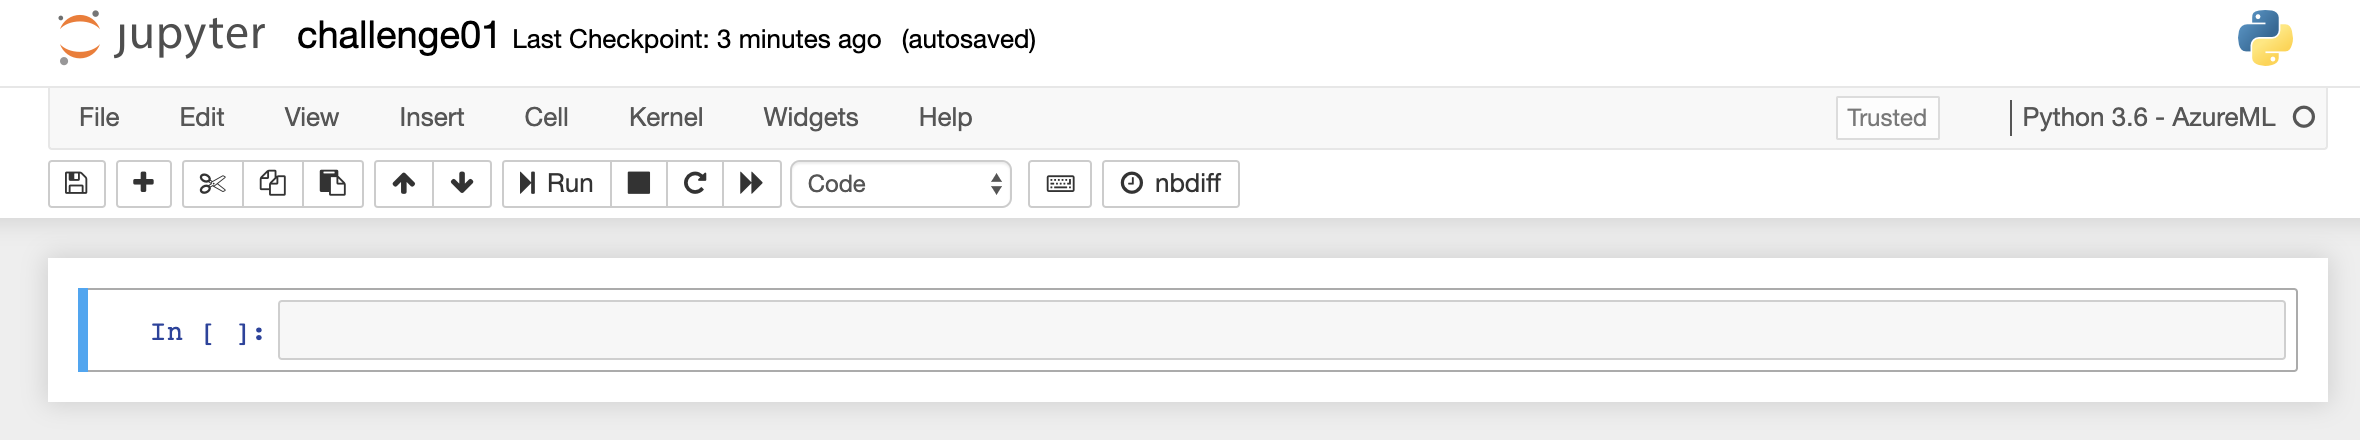 jupyter challenge01 Last Checkpoint: 3 minutes ago (autosaved)
File Edit View Insert Cell Kernel Widgets Help Trusted Python 3.6 - AzureML
Run Code nbdiff
In [ ]: